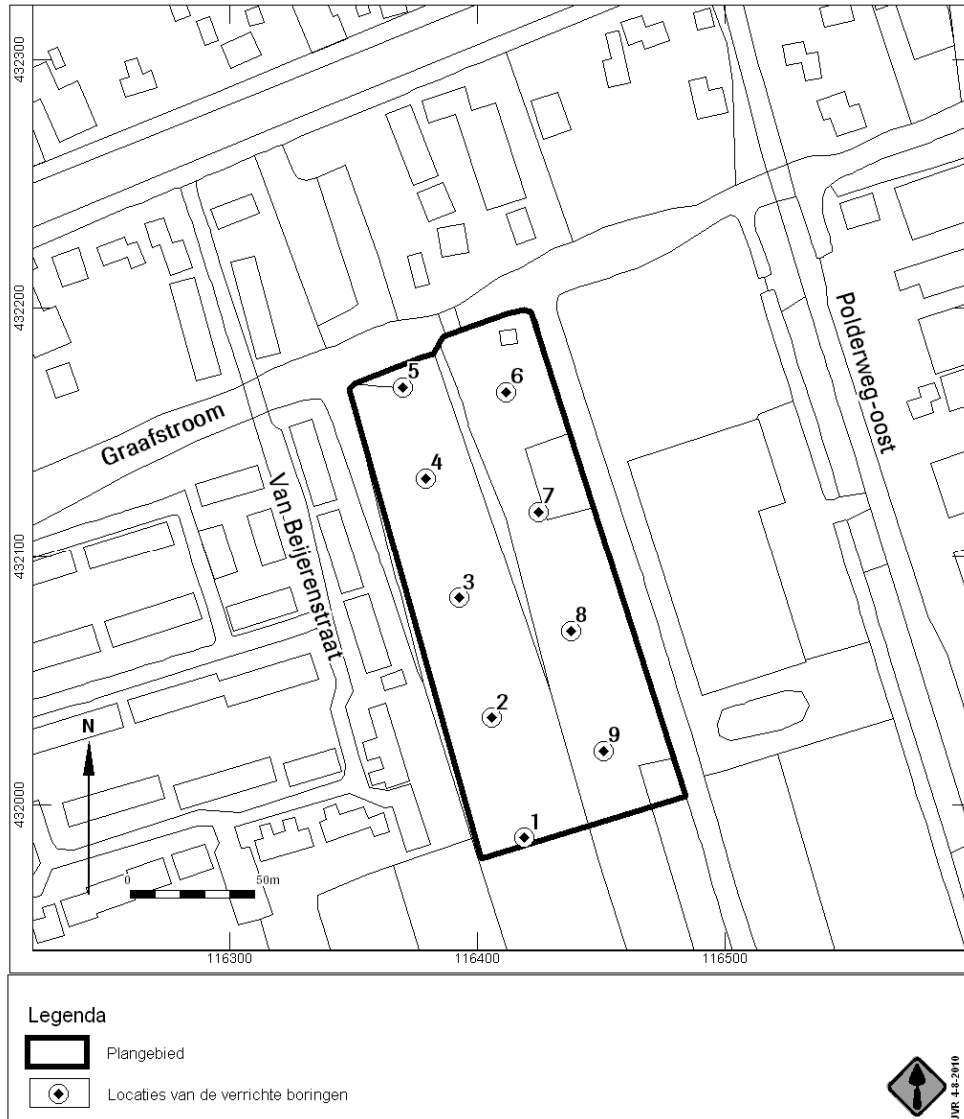 432300
432200
432100
432000
Graafstroom
Van Beijerenstraat
Polderweg-oost
5
6
4
7
3
8
2
9
1
N
0 50m
116300 116400 116500
Legenda
Plangebied
Locaties van de verrichte boringen
JVR 4-8-2010